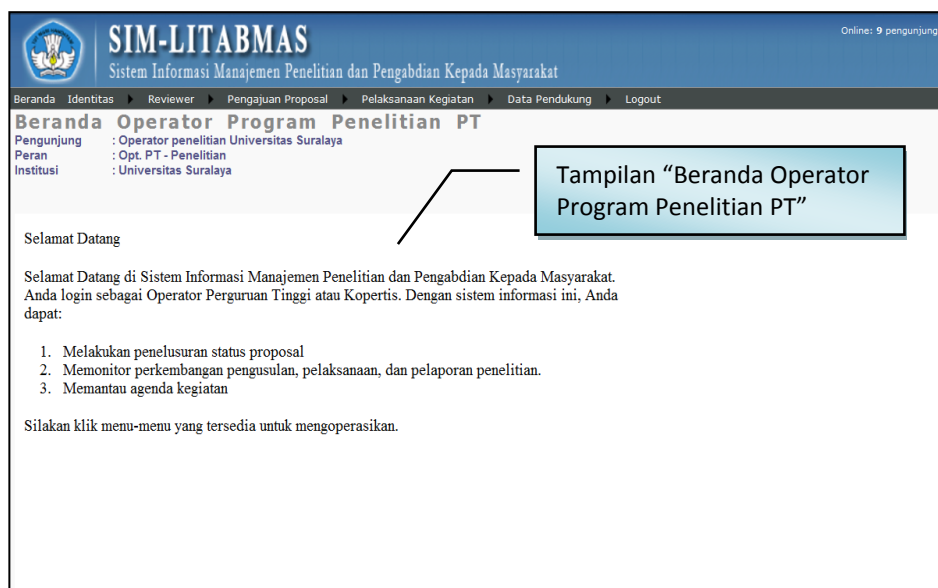 SIM-LITABMAS
Online: 9 pengunjung
Sistem Informasi Manajemen Penelitian dan Pengabdian Kepada Masyarakat
Beranda Identitas Reviewer Pengajuan Proposal Pelaksanaan Kegiatan Data Pendukung Logout
Beranda Operator Program Penelitian PT
Pengunjung : Operator penelitian Universitas Suralaya
Peran : Opt. PT - Penelitian
Institusi : Universitas Suralaya
Tampilan “Beranda Operator
Program Penelitian PT”
Selamat Datang
Selamat Datang di Sistem Informasi Manajemen Penelitian dan Pengabdian Kepada Masyarakat.
Anda login sebagai Operator Perguruan Tinggi atau Kopertis. Dengan sistem informasi ini, Anda
dapat:
1. Melakukan penelusuran status proposal
2. Memonitor perkembangan pengusulan, pelaksanaan, dan pelaporan penelitian.
3. Memantau agenda kegiatan
Silakan klik menu-menu yang tersedia untuk mengoperasikan.